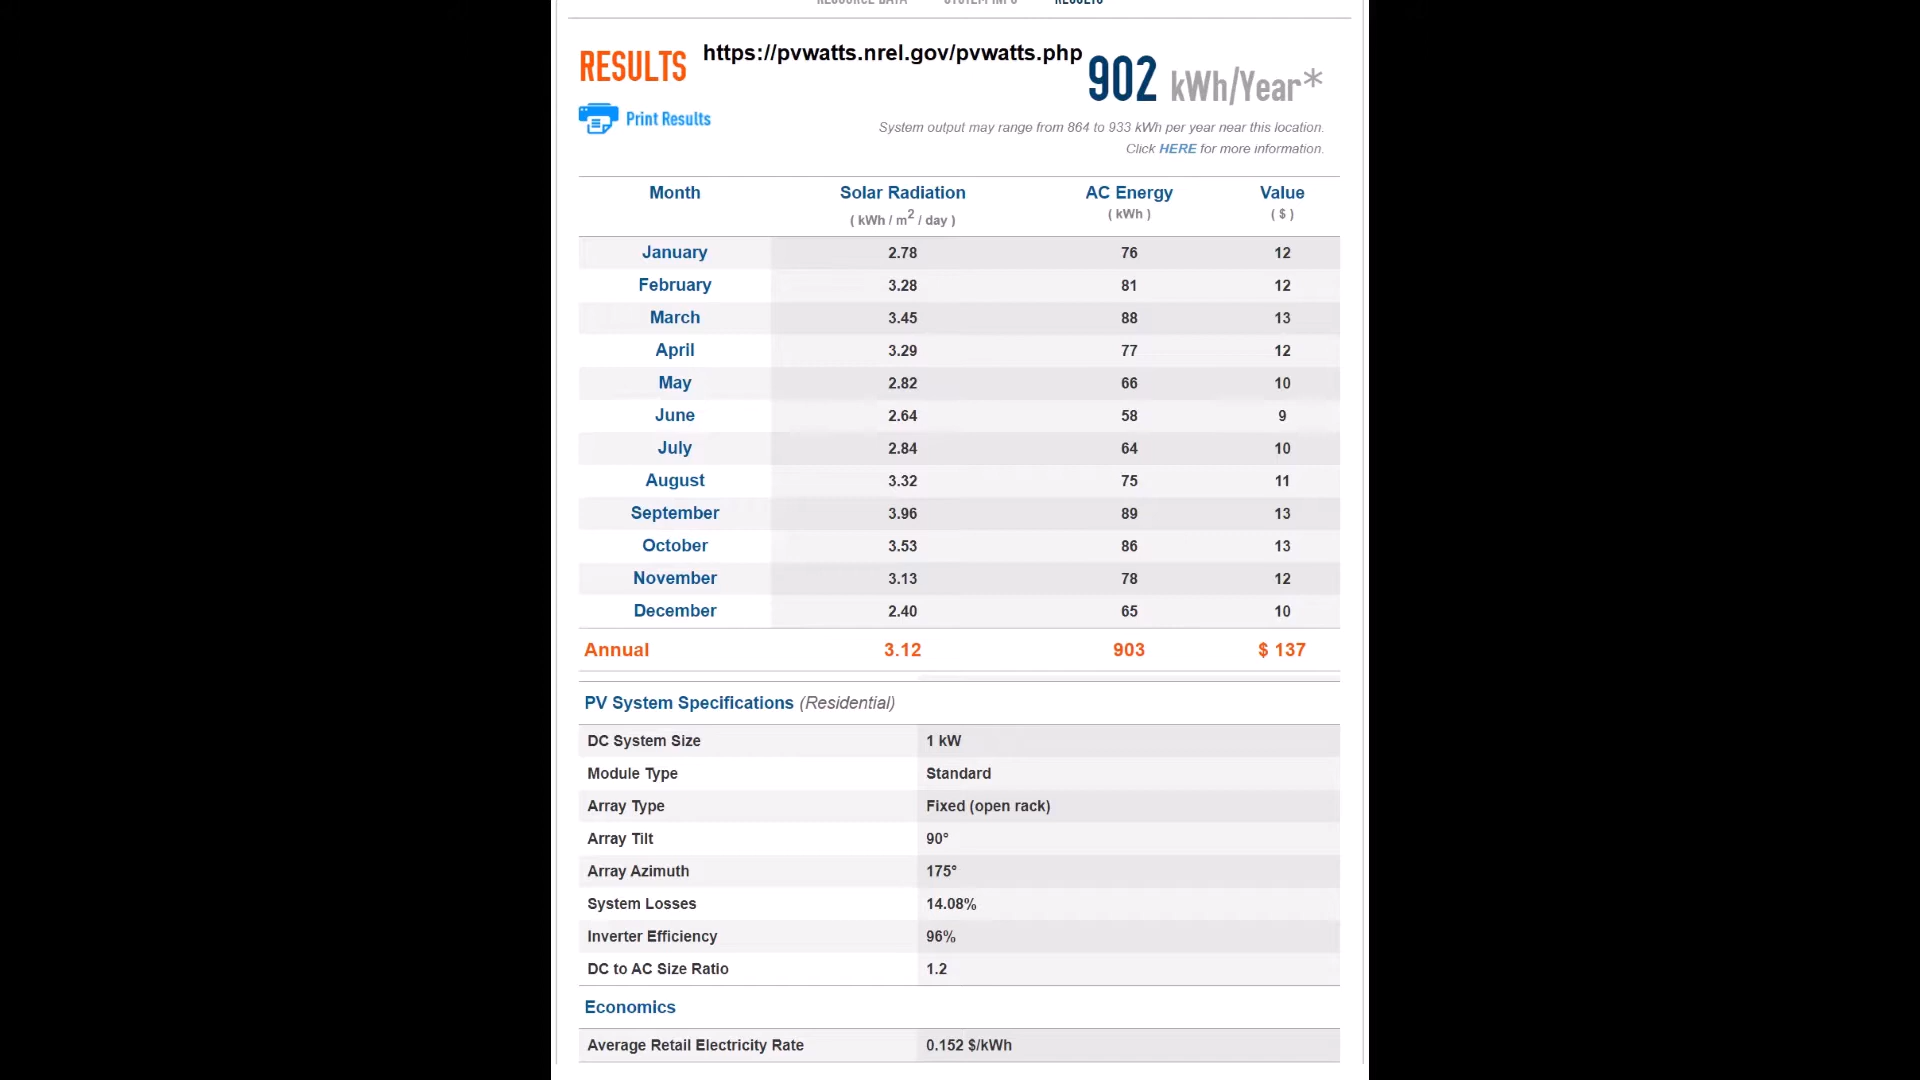 RESOURCE DATA SYSTEM INFO RESULTS
RESULTS https://pvwatts.nrel.gov/pvwatts.php 902 kWh/Year*
Print Results
System output may range from 864 to 933 kWh per year near this location.
Click HERE for more information.
Month Solar Radiation AC Energy Value
( kWh / m2 / day ) ( kWh ) ( $ )
January 2.78 76 12
February 3.28 81 12
March 3.45 88 13
April 3.29 77 12
May 2.82 66 10
June 2.64 58 9
July 2.84 64 10
August 3.32 75 11
September 3.96 89 13
October 3.53 86 13
November 3.13 78 12
December 2.40 65 10
Annual 3.12 903 $ 137
PV System Specifications (Residential)
DC System Size 1 kW
Module Type Standard
Array Type Fixed (open rack)
Array Tilt 90°
Array Azimuth 175°
System Losses 14.08%
Inverter Efficiency 96%
DC to AC Size Ratio 1.2
Economics
Average Retail Electricity Rate 0.152 $/kWh